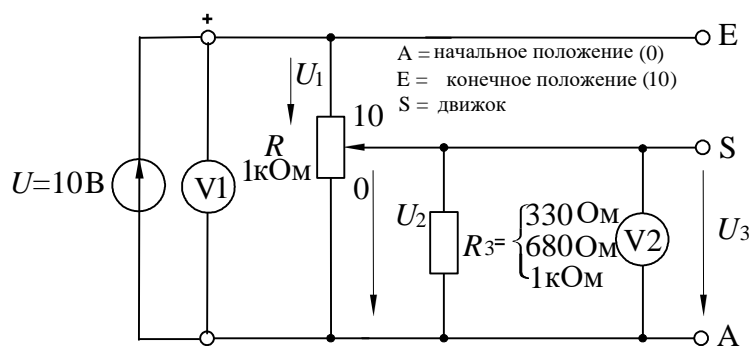 +
E
A = начальное положение (0)
E = конечное положение (10)
S = движок
U1
10
R
1кОм
0
S
U=10В
V1
U2
R3= 330 Ом
680 Ом
1кОм
V2
U3
A